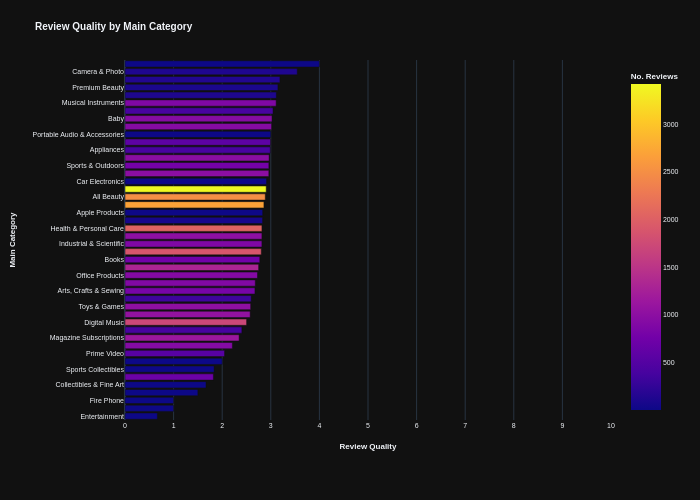 Review Quality by Main Category
No. Reviews
Camera & Photo
Premium Beauty
Musical Instruments
Baby
Portable Audio & Accessories
Appliances
Sports & Outdoors
Car Electronics
All Beauty
Apple Products
Health & Personal Care
Industrial & Scientific
Books
Office Products
Arts, Crafts & Sewing
Toys & Games
Digital Music
Magazine Subscriptions
Prime Video
Sports Collectibles
Collectibles & Fine Art
Fire Phone
Entertainment
Main Category
0 1 2 3 4 5 6 7 8 9 10
Review Quality
3000
2500
2000
1500
1000
500